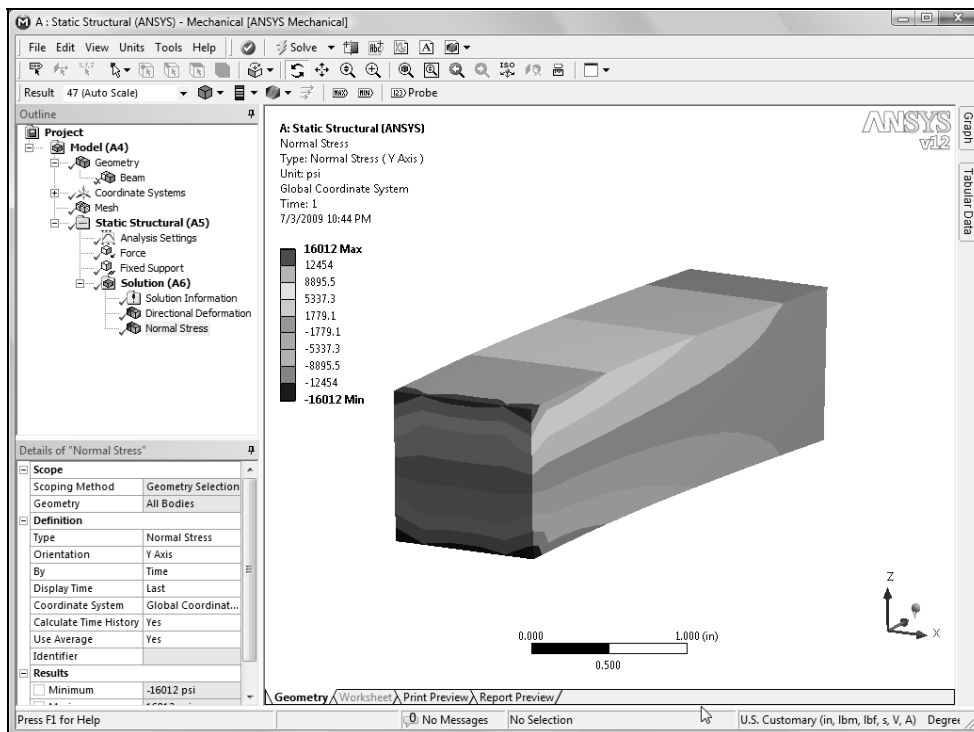 A : Static Structural (ANSYS) - Mechanical [ANSYS Mechanical]
File Edit View Units Tools Help Solve
ISO
Result 47 (Auto Scale) MAX MIN Probe
Outline
Project
Model (A4)
Geometry
Beam
Coordinate Systems
Mesh
Static Structural (A5)
Analysis Settings
Force
Fixed Support
Solution (A6)
Solution Information
Directional Deformation
Normal Stress
A: Static Structural (ANSYS)
Normal Stress
Type: Normal Stress ( Y Axis )
Unit: psi
Global Coordinate System
Time: 1
7/3/2009 10:44 PM
16012 Max
12454
8895.5
5337.3
1779.1
-1779.1
-5337.3
-8895.5
-12454
-16012 Min
ANSYS
v12
Graph
Tabular Data
Details of "Normal Stress"
Scope
Scoping Method Geometry Selection
Geometry All Bodies
Definition
Type Normal Stress
Orientation Y Axis
By Time
Display Time Last
Coordinate System Global Coordinat...
Calculate Time History Yes
Use Average Yes
Identifier
Results
Minimum -16012 psi
Z
X
0.000 1.000 (in)
0.500
Geometry Worksheet Print Preview Report Preview
Press F1 for Help 0 No Messages No Selection U.S. Customary (in, lbm, lbf, s, V, A) Degree